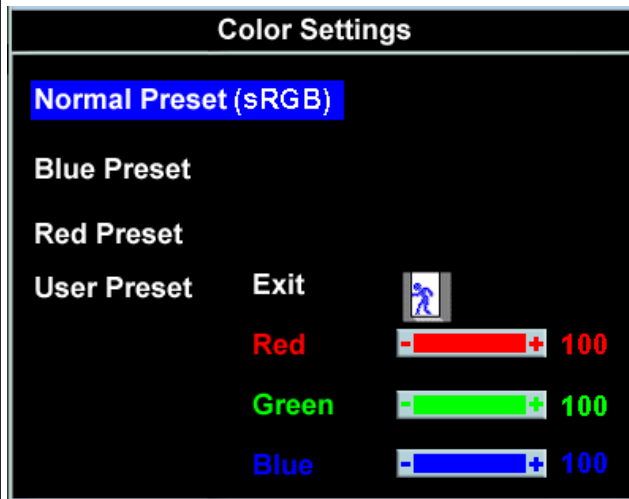 Color Settings
Normal Preset (sRGB)
Blue Preset
Red Preset
User Preset Exit
Red - + 100
Green - + 100
Blue - + 100